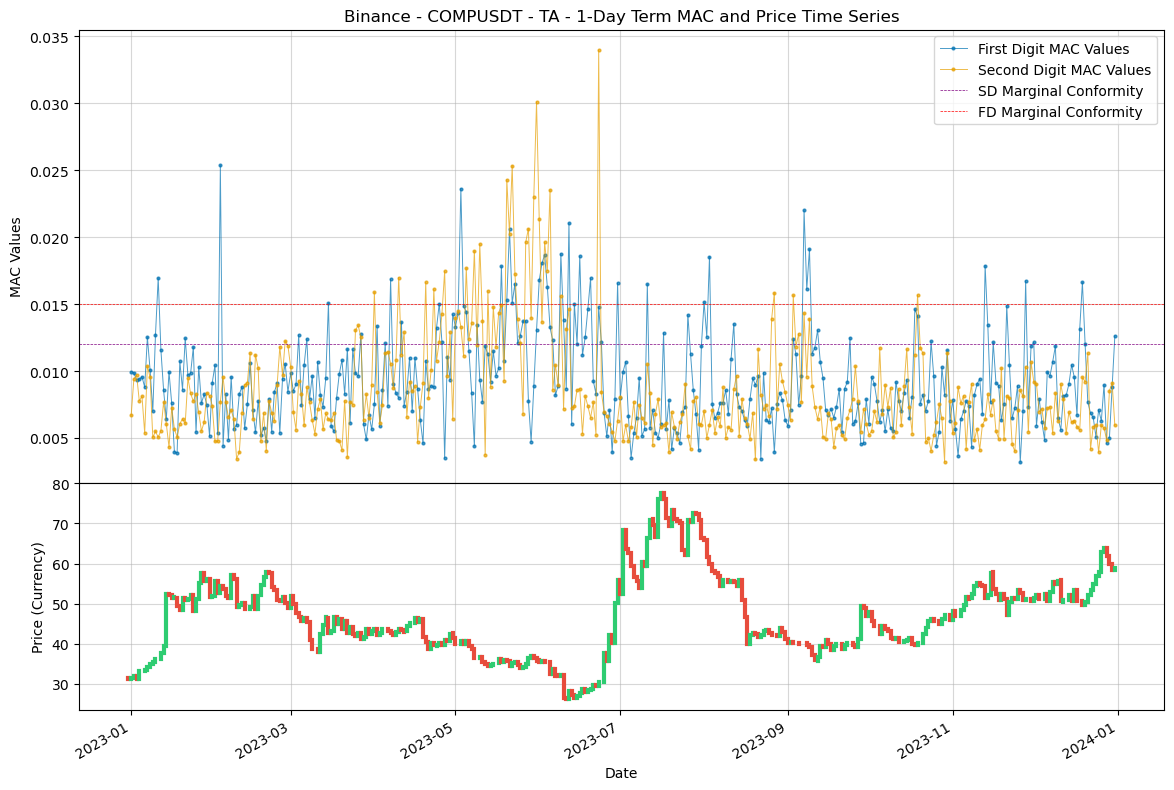 Binance - COMPUSDT - TA - 1-Day Term MAC and Price Time Series
MAC Values
0.035
0.030
0.025
0.020
0.015
0.010
0.005
First Digit MAC Values
Second Digit MAC Values
SD Marginal Conformity
FD Marginal Conformity
Price (Currency)
80
70
60
50
40
30
2023-01
2023-03
2023-05
2023-07
2023-09
2023-11
2024-01
Date